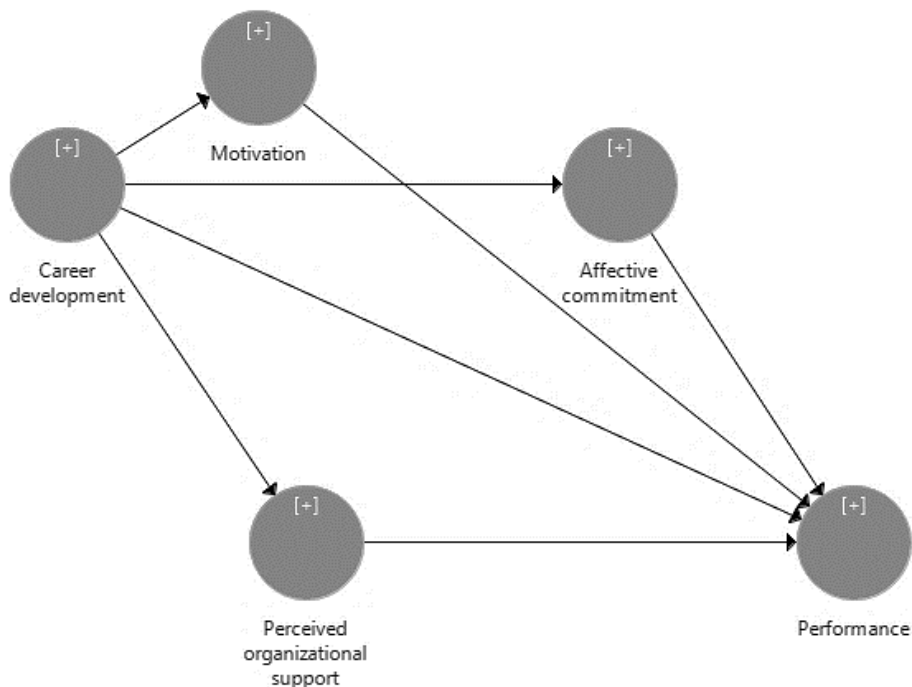 [+]
Motivation
[+]
Career
development
[+]
Affective
commitment
[+]
Perceived
organizational
support
[+]
Performance